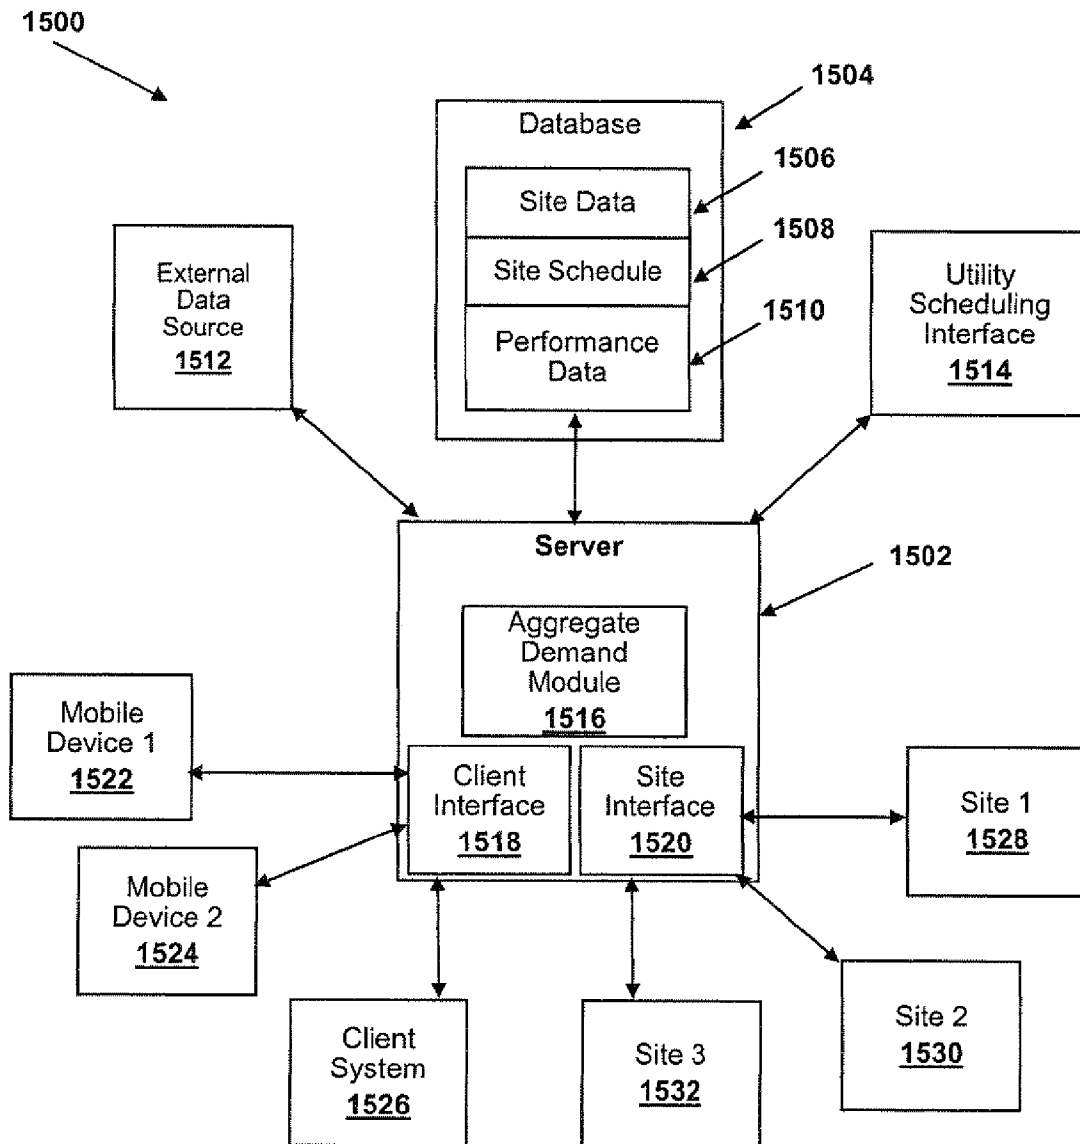 1500
1504
Database
1506
Site Data
1508
Site Schedule
1510
Performance
Data
External
Data
Source
1512
Utility
Scheduling
Interface
1514
Server
1502
Aggregate
Demand
Module
1516
Mobile
Device 1
1522
Client
Interface
1518
Site
Interface
1520
Site 1
1528
Mobile
Device 2
1524
Client
System
1526
Site 3
1532
Site 2
1530